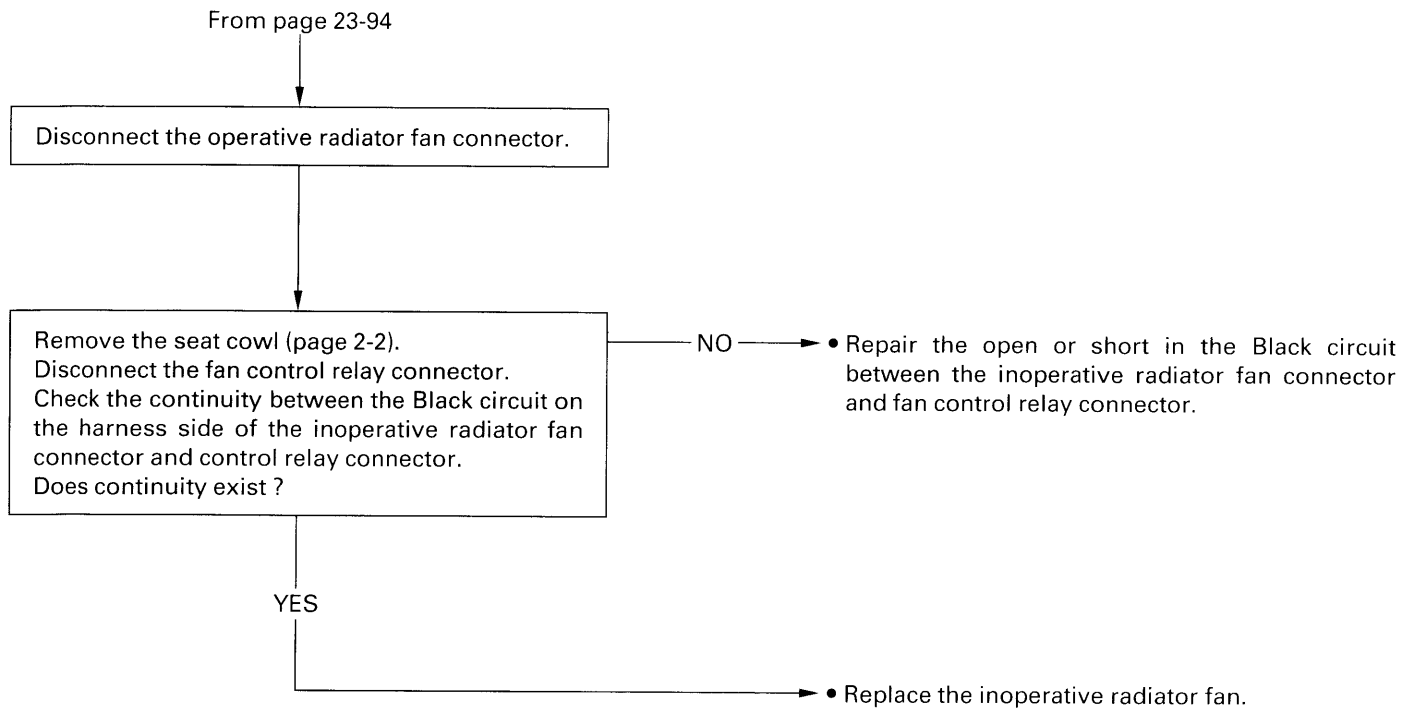 From page 23-94
Disconnect the operative radiator fan connector.
Remove the seat cowl (page 2-2).
Disconnect the fan control relay connector.
Check the continuity between the Black circuit on
the harness side of the inoperative radiator fan
connector and control relay connector.
Does continuity exist ?
NO
• Repair the open or short in the Black circuit
between the inoperative radiator fan connector
and fan control relay connector.
YES
• Replace the inoperative radiator fan.